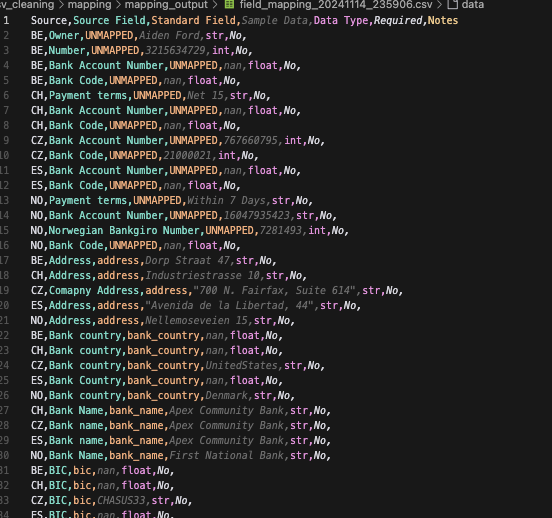 sv_cleaning > mapping > mapping_output > field_mapping_20241114_235906.csv > data
1 Source,Source Field,Standard Field,Sample Data,Data Type,Required,Notes
2 BE,Owner,UNMAPPED,Aiden Ford,str,No,
3 BE,Number,UNMAPPED,3215634729,int,No,
4 BE,Bank Account Number,UNMAPPED,nan,float,No,
5 BE,Bank Code,UNMAPPED,nan,float,No,
6 CH,Payment terms,UNMAPPED,Net 15,str,No,
7 CH,Bank Account Number,UNMAPPED,nan,float,No,
8 CH,Bank Code,UNMAPPED,nan,float,No,
9 CZ,Bank Account Number,UNMAPPED,767660795,int,No,
10 CZ,Bank Code,UNMAPPED,21000021,int,No,
11 ES,Bank Account Number,UNMAPPED,nan,float,No,
12 ES,Bank Code,UNMAPPED,nan,float,No,
13 NO,Payment terms,UNMAPPED,Within 7 Days,str,No,
14 NO,Bank Account Number,UNMAPPED,16047935423,str,No,
15 NO,Norwegian Bankgiro Number,UNMAPPED,7281493,int,No,
16 NO,Bank Code,UNMAPPED,nan,float,No,
17 BE,Address,address,Dorp Straat 47,str,No,
18 CH,Address,address,Industriestrasse 10,str,No,
19 CZ,Comapny Address,address,"700 N. Fairfax, Suite 614",str,No,
20 ES,Address,address,"Avenida de la Libertad, 44",str,No,
21 NO,Address,address,Nellemoseveien 15,str,No,
22 BE,Bank country,bank_country,nan,float,No,
23 CH,Bank country,bank_country,nan,float,No,
24 CZ,Bank country,bank_country,UnitedStates,str,No,
25 ES,Bank Country,bank_country,nan,float,No,
26 NO,Bank country,bank_country,Denmark,str,No,
27 CH,Bank Name,bank_name,Apex Community Bank,str,No,
28 CZ,Bank name,bank_name,Apex Community Bank,str,No,
29 ES,Bank name,bank_name,Apex Community Bank,str,No,
30 NO,Bank Name,bank_name,First National Bank,str,No,
31 BE,BIC,bic,nan,float,No,
32 CH,BIC,bic,nan,float,No,
33 CZ,BIC,bic,CHASUS33,str,No,
34 ES,BIC,bic,nan,float,No,